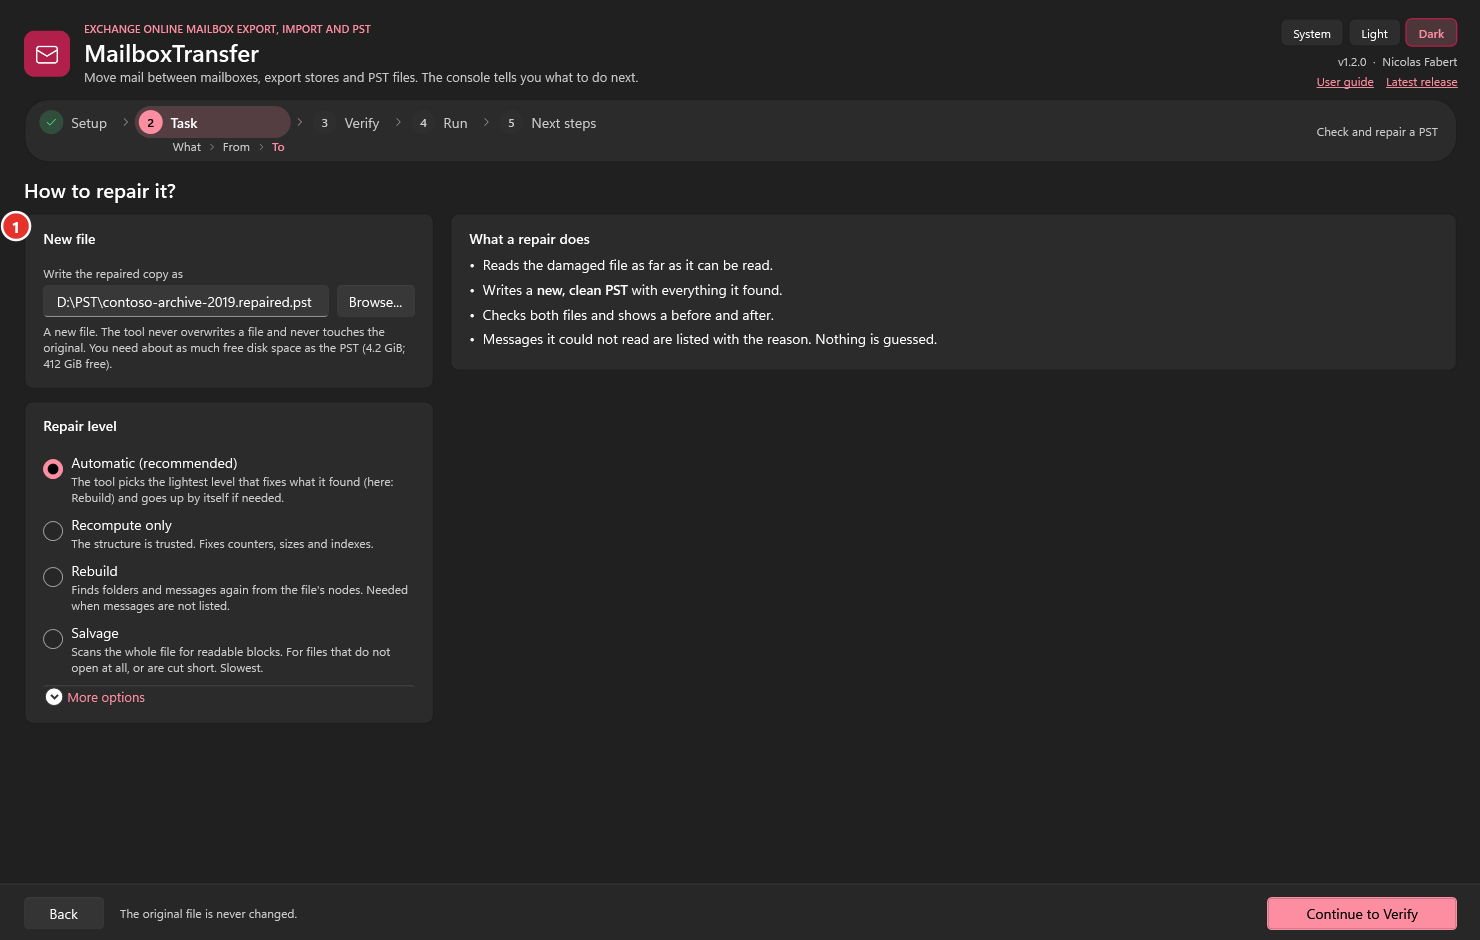 EXCHANGE ONLINE MAILBOX EXPORT, IMPORT AND PST
MailboxTransfer
Move mail between mailboxes, export stores and PST files. The console tells you what to do next.
System
Light
Dark
v1.2.0 · Nicolas Fabert
User guide
Latest release
Setup
2
Task
3
Verify
4
Run
5
Next steps
What
From
To
Check and repair a PST
How to repair it?
1
New file
Write the repaired copy as
D:\PST\contoso-archive-2019.repaired.pst
Browse...
A new file. The tool never overwrites a file and never touches the
original. You need about as much free disk space as the PST (4.2 GiB;
412 GiB free).
What a repair does
• Reads the damaged file as far as it can be read.
• Writes a new, clean PST with everything it found.
• Checks both files and shows a before and after.
• Messages it could not read are listed with the reason. Nothing is guessed.
Repair level
Automatic (recommended)
The tool picks the lightest level that fixes what it found (here:
Rebuild) and goes up by itself if needed.
Recompute only
The structure is trusted. Fixes counters, sizes and indexes.
Rebuild
Finds folders and messages again from the file's nodes. Needed
when messages are not listed.
Salvage
Scans the whole file for readable blocks. For files that do not
open at all, or are cut short. Slowest.
More options
Back
The original file is never changed.
Continue to Verify